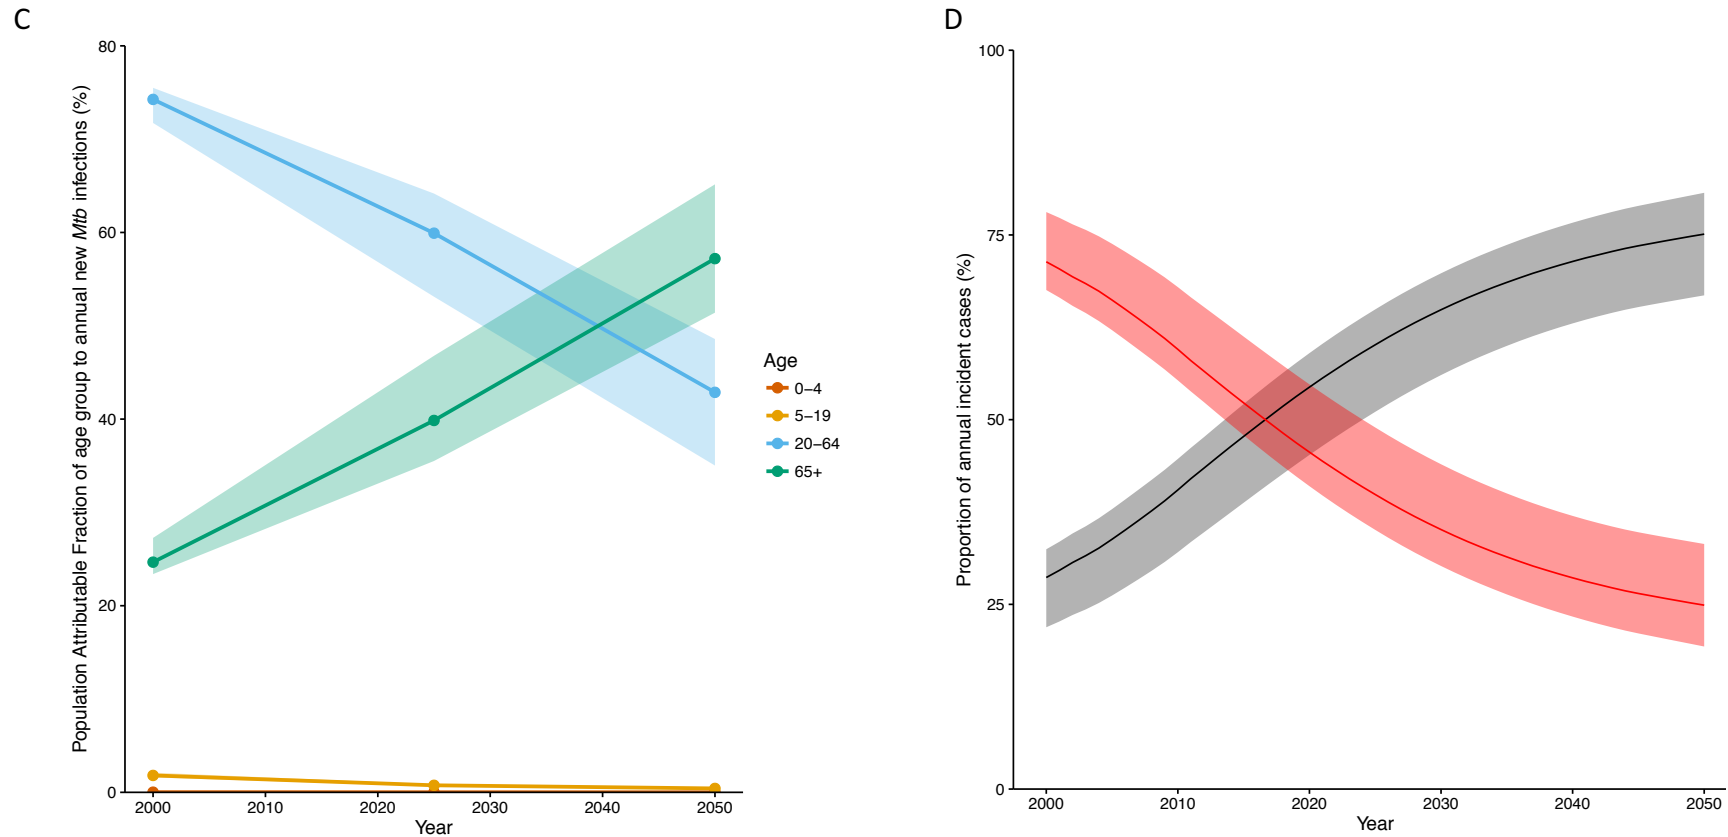 C
Population Attributable Fraction of age group to annual new Mtb infections (%)
80
60
40
20
0
2000 2010 2020 2030 2040 2050
Year
Age
0–4
5–19
20–64
65+
D
Proportion of annual incident cases (%)
100
75
50
25
0
2000 2010 2020 2030 2040 2050
Year